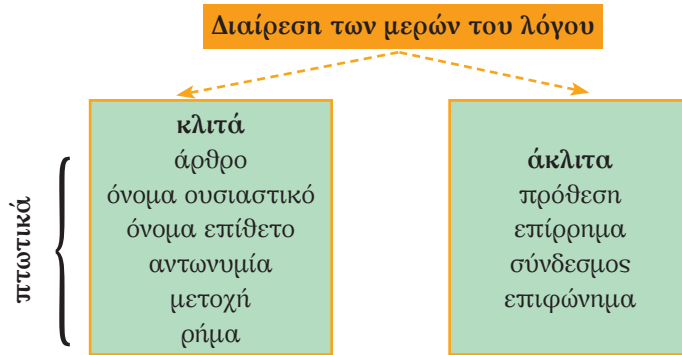 Διαίρεση των μερών του λόγου
πτωτικά
κλιτά
άρθρο
όνομα ουσιαστικό
όνομα επίθετο
αντωνυμία
μετοχή
ρήμα
άκλιτα
πρόθεση
επίρρημα
σύνδεσμος
επιφώνημα